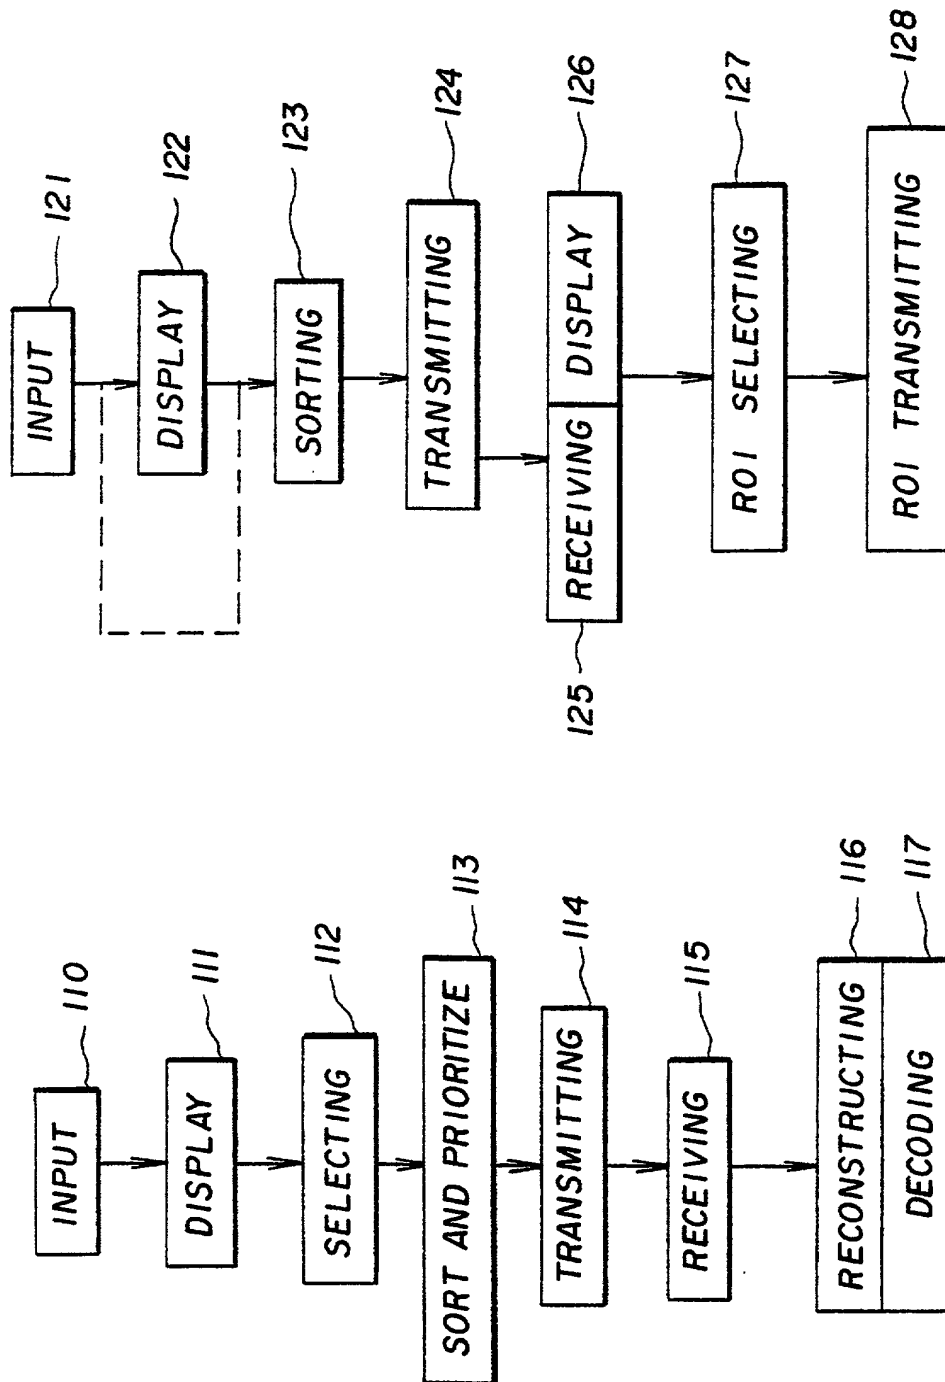 INPUT
110
DISPLAY
111
SELECTING
112
SORT AND PRIORITIZE
113
TRANSMITTING
114
RECEIVING
115
RECONSTRUCTING
116
DECODING
117
INPUT
121
DISPLAY
122
SORTING
123
TRANSMITTING
124
RECEIVING
125
DISPLAY
126
ROI SELECTING
127
ROI TRANSMITTING
128